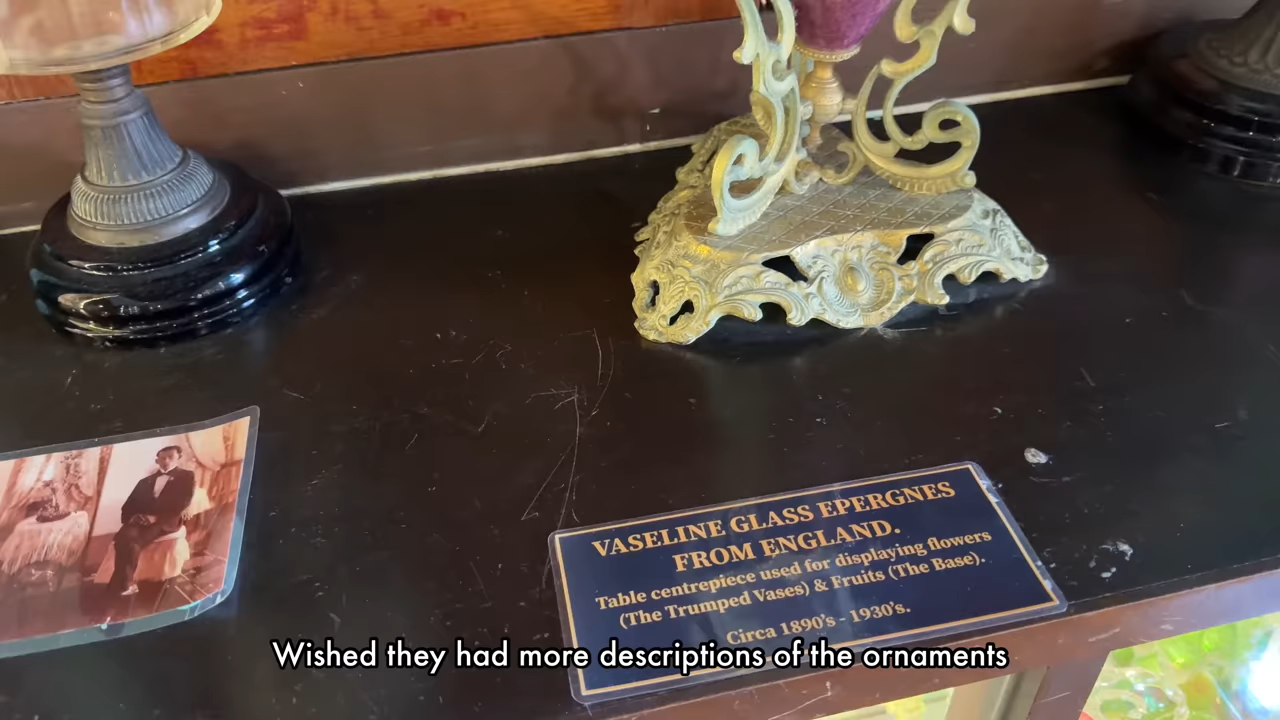 VASELINE GLASS EPERGNES
FROM ENGLAND.
Table centrepiece used for displaying flowers
(The Trumped Vases) & Fruits (The Base).
Circa 1890's - 1930's.
Wished they had more descriptions of the ornaments